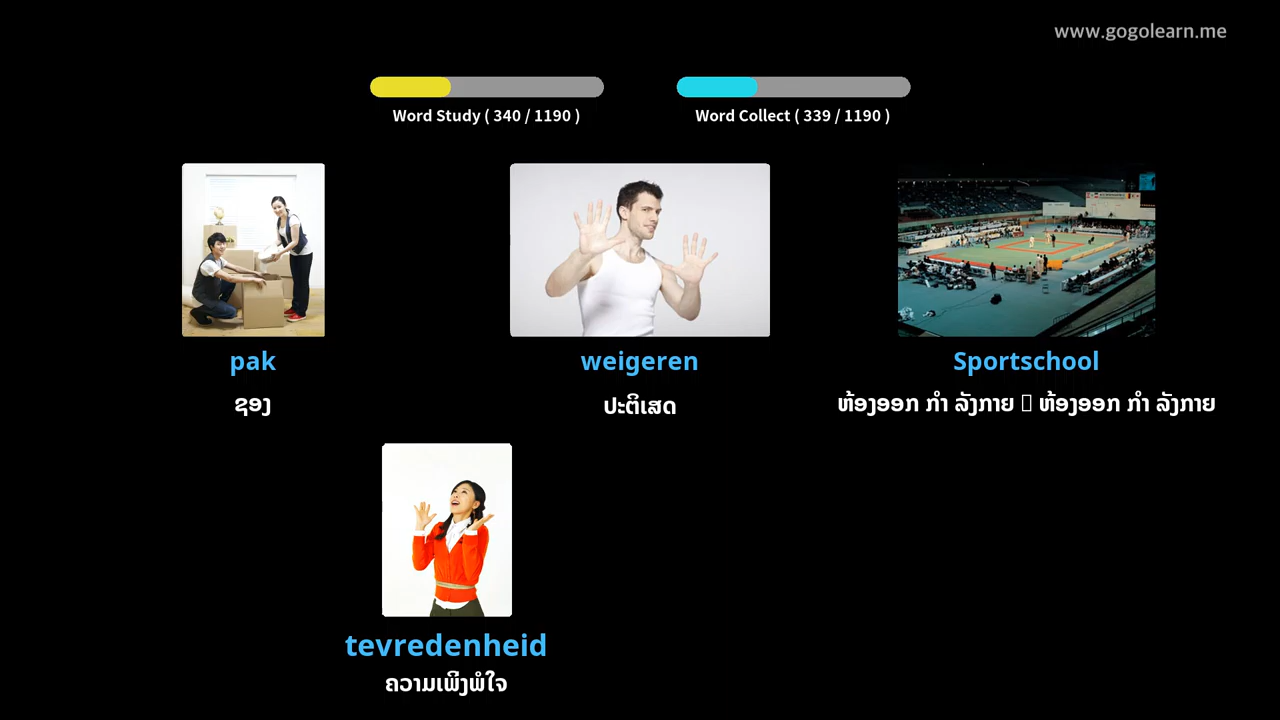 www.gogolearn.me
Word Study ( 340 / 1190 )
Word Collect ( 339 / 1190 )
pak
weigeren
Sportschool
ຊອງ
ປະຕິເສດ
ຫ້ອງອອກ ກຳ ລັງກາຍ ▯ ຫ້ອງອອກ ກຳ ລັງກາຍ
tevredenheid
ຄວາມເພິງພໍໃຈ